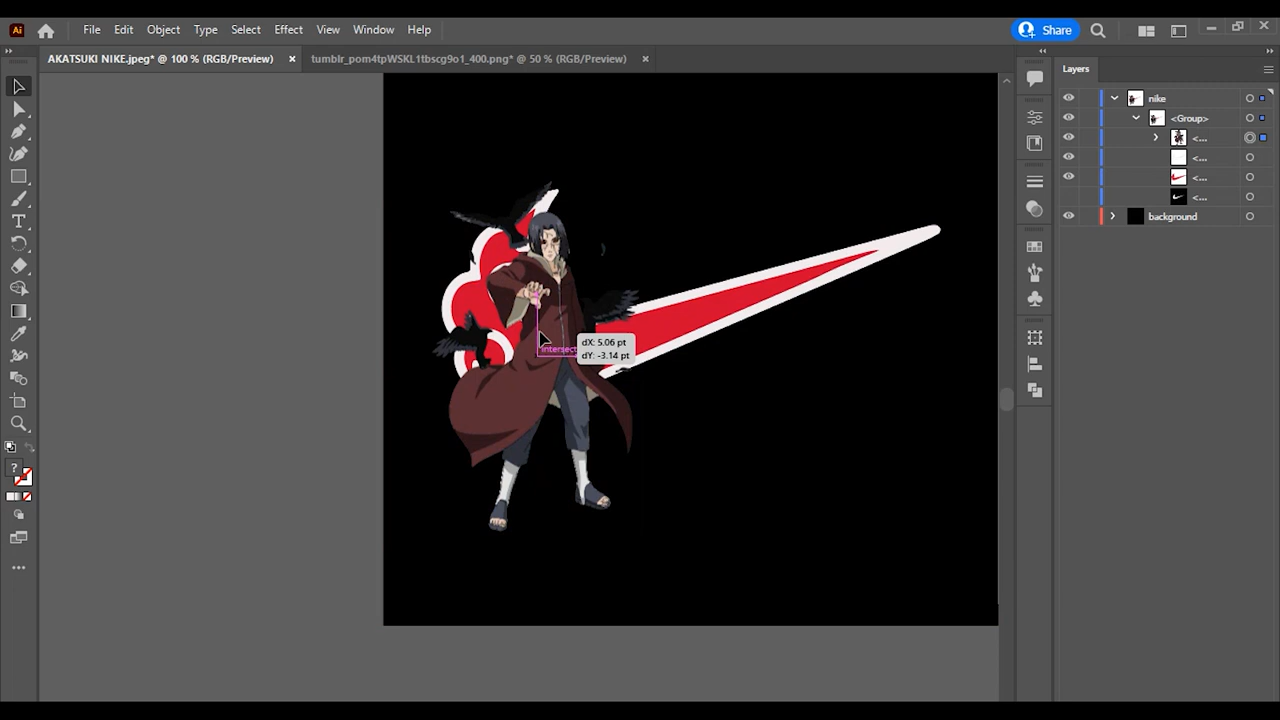 Ai File Edit Object Type Select Effect View Window Help Share
AKATSUKI NIKE.jpeg* @ 100 % (RGB/Preview) × tumblr_pom4tpWSKL1tbscg9o1_400.png* @ 50 % (RGB/Preview) ×
Layers
nike
<Group>
<...
<...
<...
<...
background
dX: 5.06 pt
intersect
dY: -3.14 pt